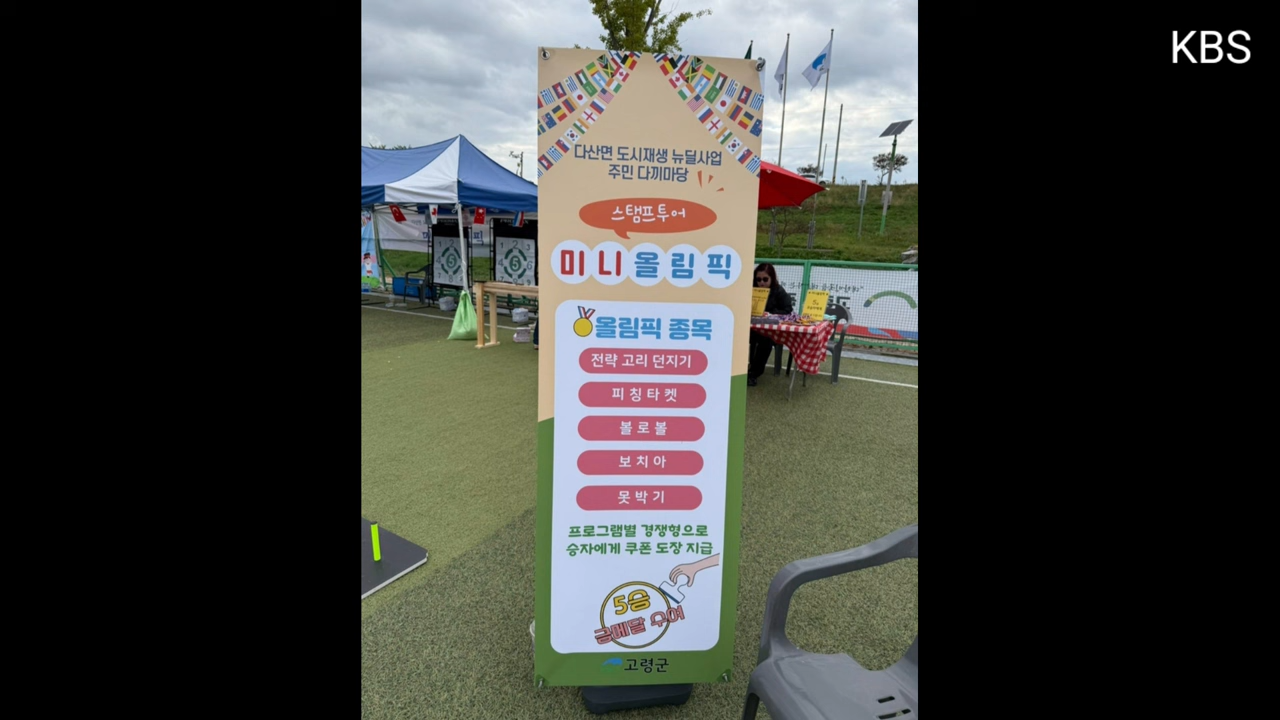 KBS
다산면 도시재생 뉴딜사업
주민 다끼마당
스탬프투어
미니올림픽
올림픽 종목
전략 고리 던지기
피칭타켓
볼로볼
보치아
못박기
프로그램별 경쟁형으로
승자에게 쿠폰 도장 지급
5승
금메달 수여
고령군